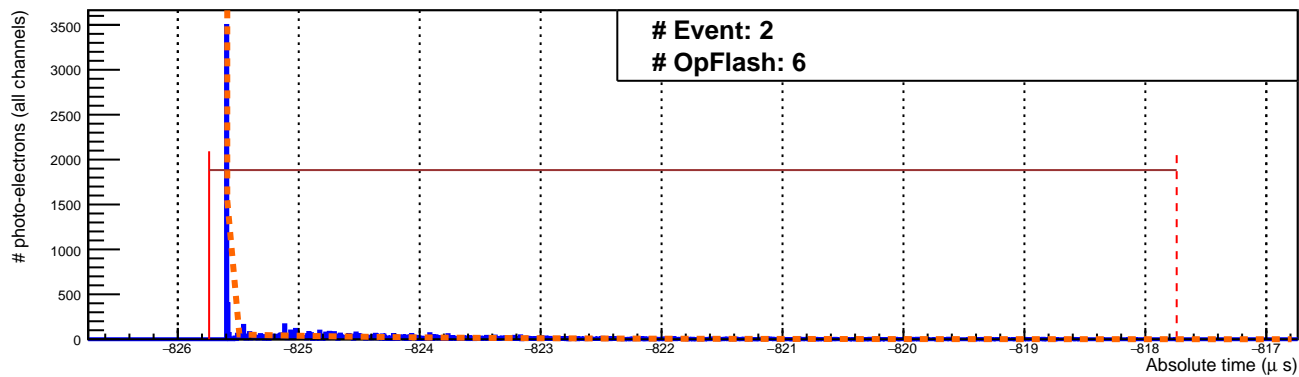 # Event: 2
# OpFlash: 6
# photo-electrons (all channels)
3500
3000
2500
2000
1500
1000
500
0
−826 −825 −824 −823 −822 −821 −820 −819 −818 −817
Absolute time (μ s)